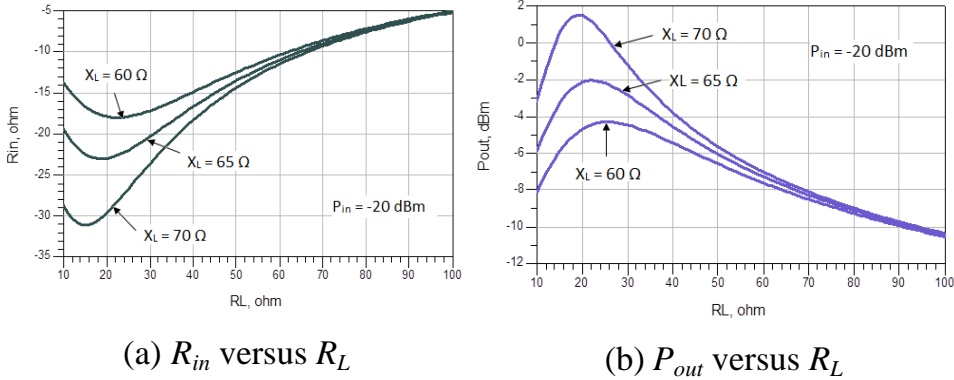 -5
-10
-15
-20
-25
-30
-35
Rin, ohm
XL = 60 Ω
XL = 65 Ω
XL = 70 Ω
Pin = -20 dBm
10 20 30 40 50 60 70 80 90 100
RL, ohm
(a) Rin versus RL
2
0
-2
-4
-6
-8
-10
-12
Pout, dBm
XL = 70 Ω
XL = 65 Ω
XL = 60 Ω
Pin = -20 dBm
10 20 30 40 50 60 70 80 90 100
RL, ohm
(b) Pout versus RL